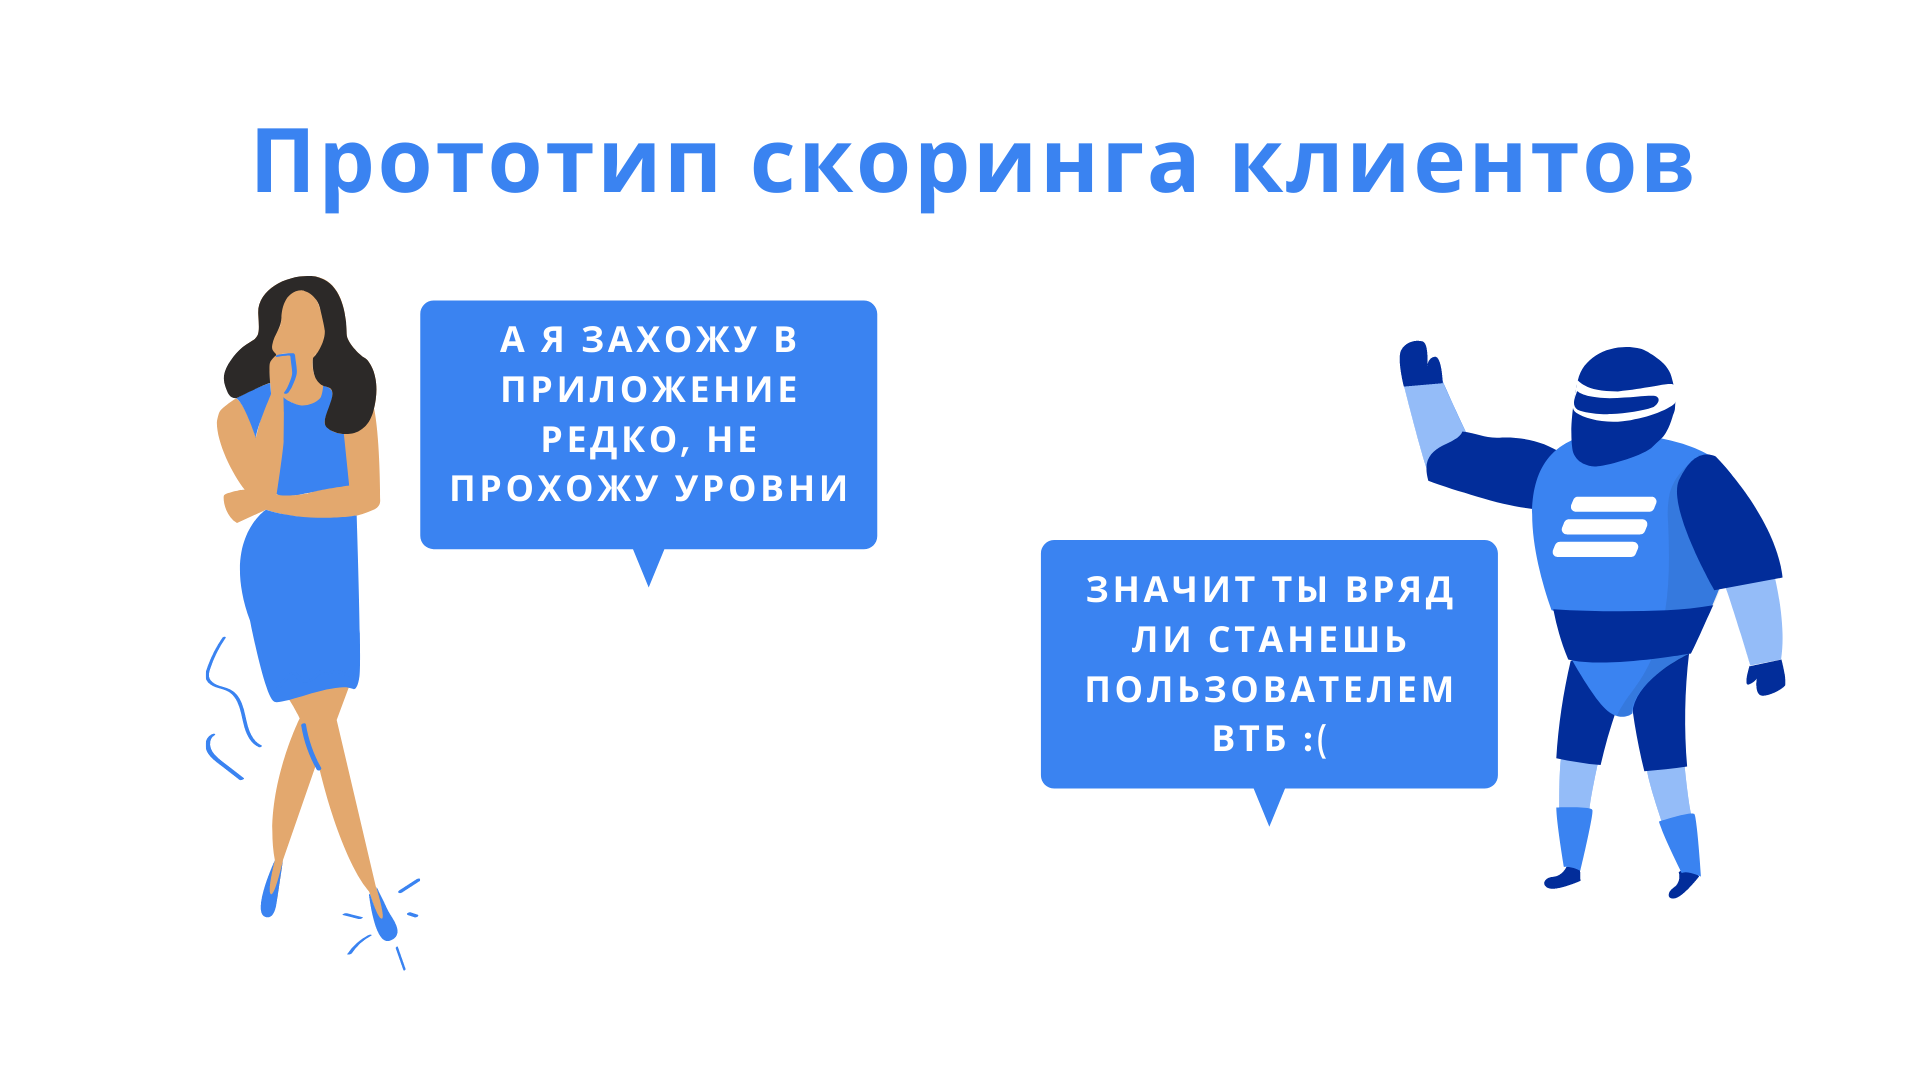 Прототип скоринга клиентов
А Я ЗАХОЖУ В
ПРИЛОЖЕНИЕ
РЕДКО, НЕ
ПРОХОЖУ УРОВНИ
ЗНАЧИТ ТЫ ВРЯД
ЛИ СТАНЕШЬ
ПОЛЬЗОВАТЕЛЕМ
ВТБ :(